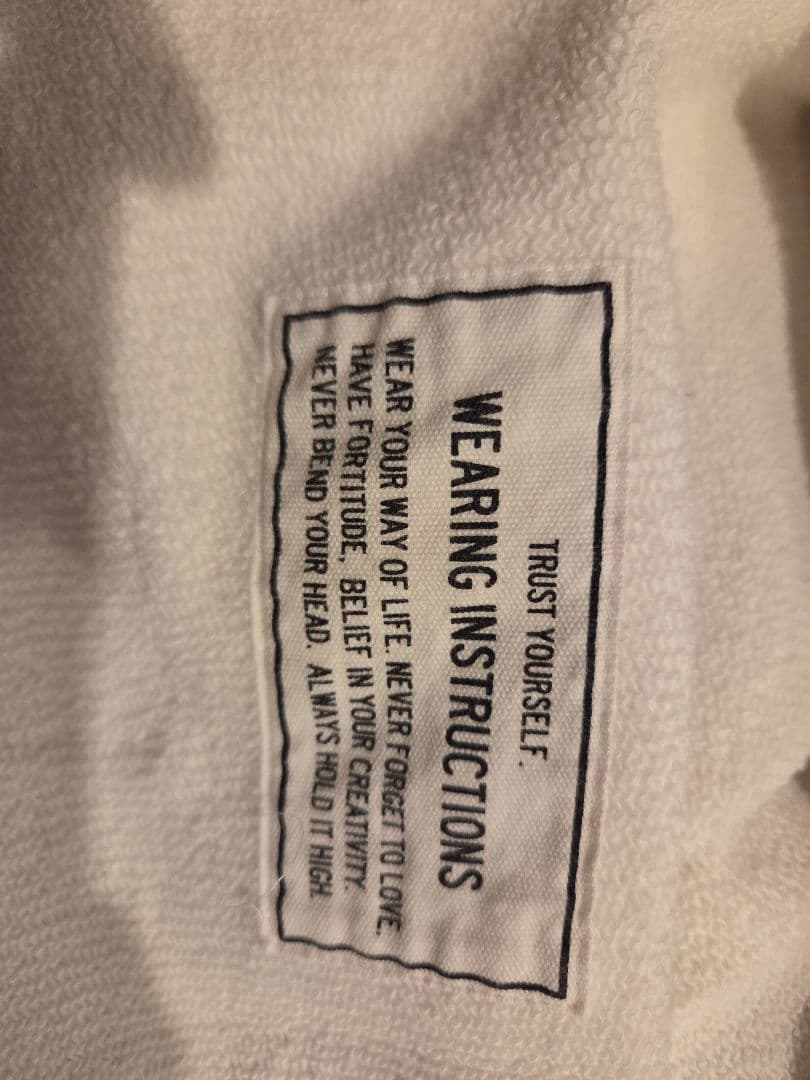 TRUST YOURSELF.
WEARING INSTRUCTIONS
WEAR YOUR WAY OF LIFE. NEVER FORGET TO LOVE.
HAVE FORTITUDE, BELIEF IN YOUR CREATIVITY.
NEVER BEND YOUR HEAD. ALWAYS HOLD IT HIGH.